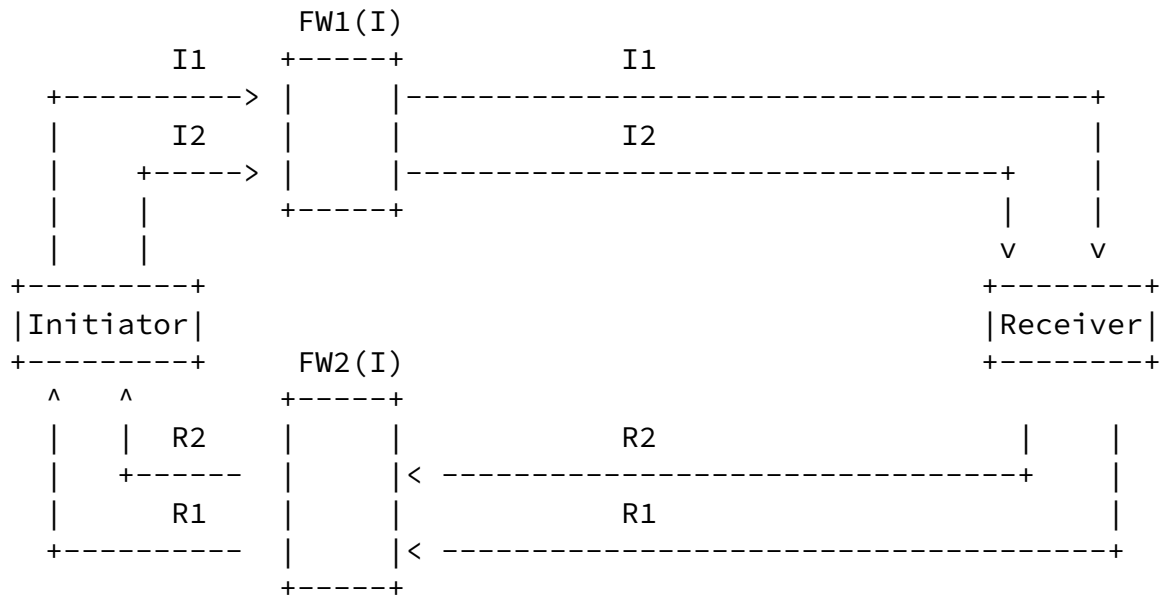 FW1(I)
I1 I1
I2 I2
Initiator Receiver
FW2(I)
R2 R2
R1 R1